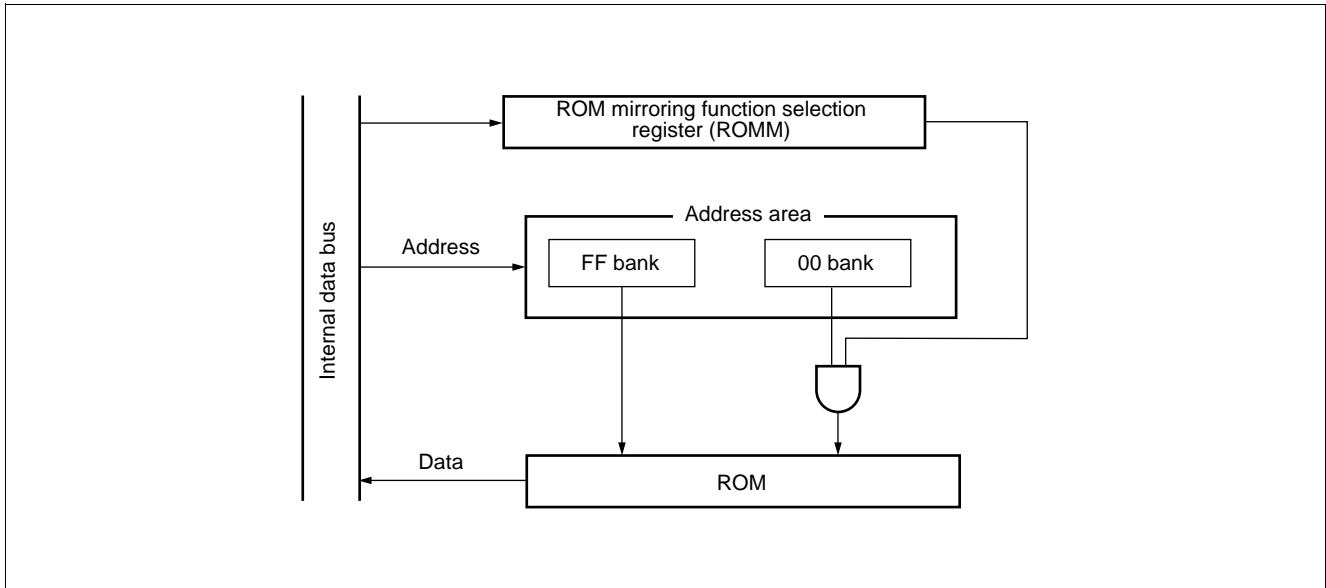 ROM mirroring function selection
register (ROMM)
Address area
Address
FF bank
00 bank
Internal data bus
Data
ROM